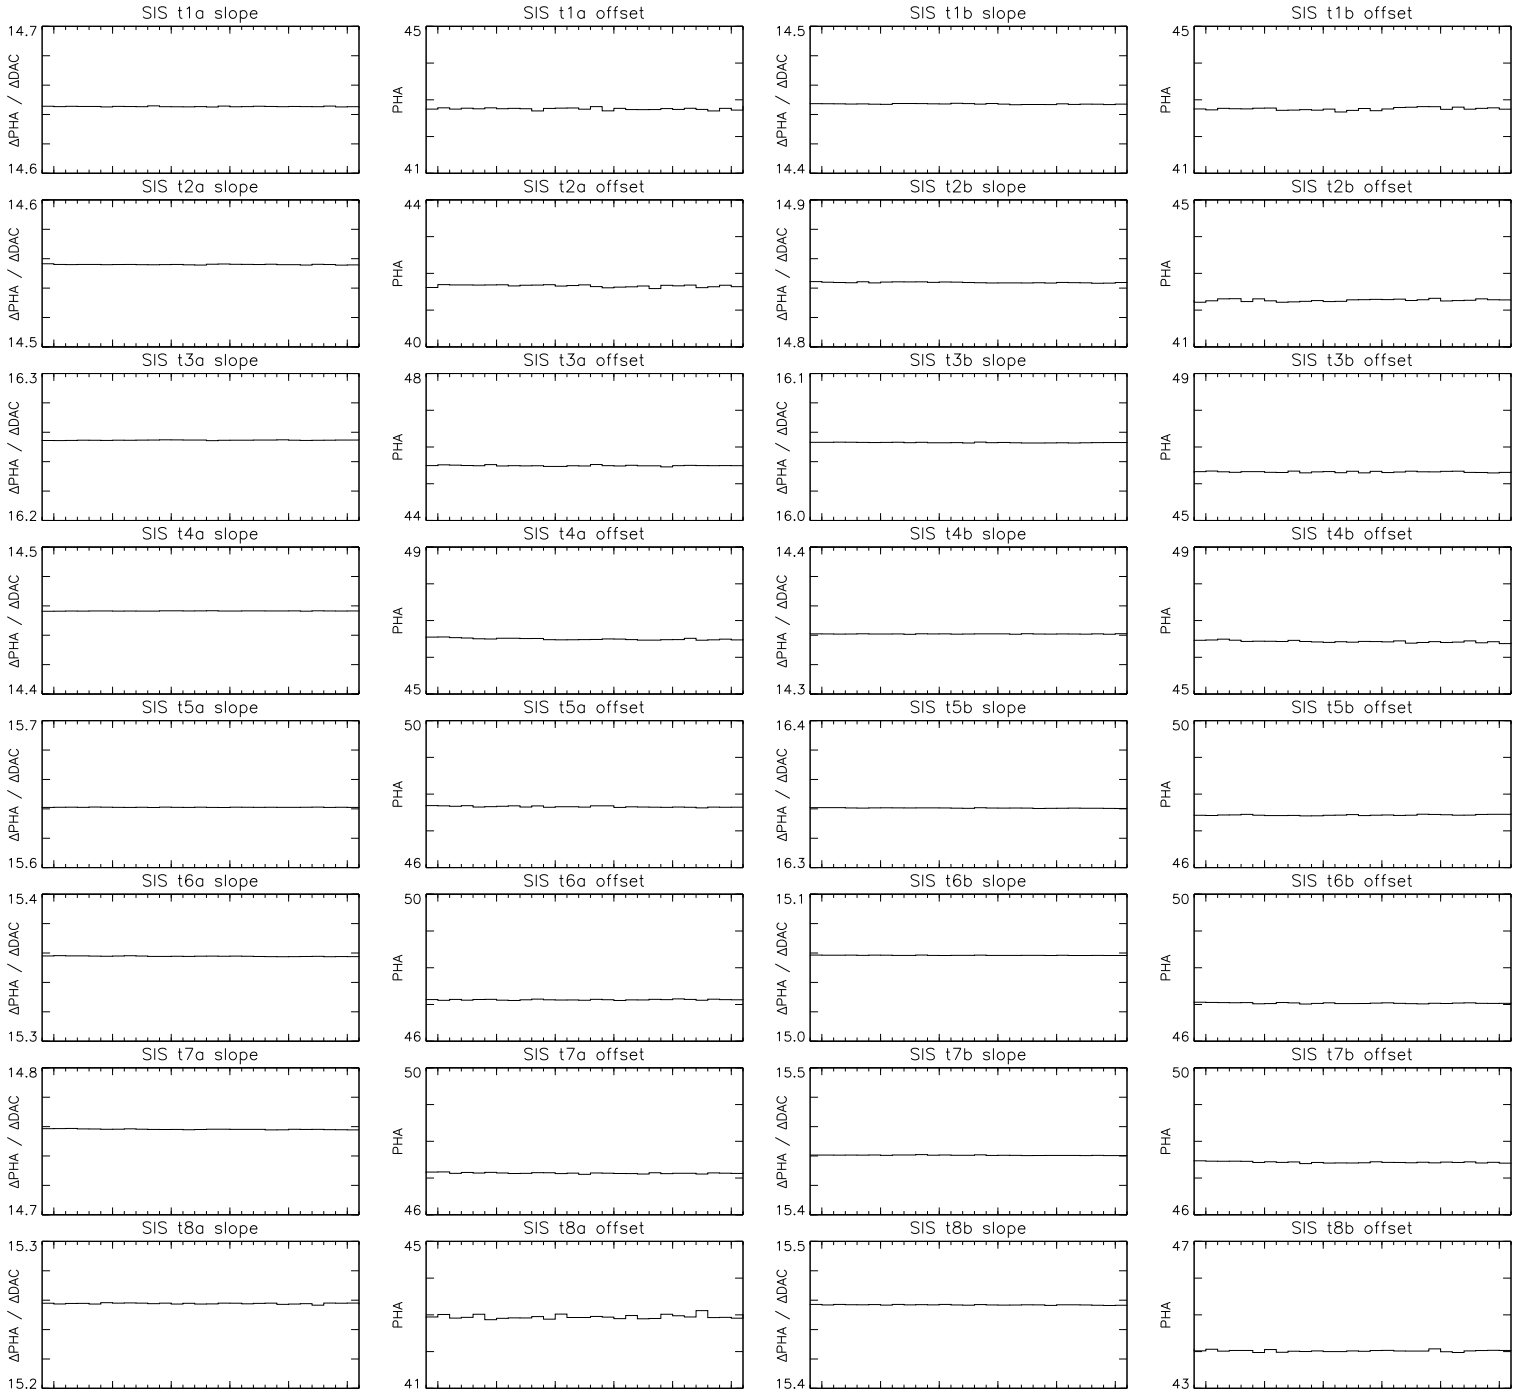 SIS t1a slope
14.7
ΔPHA / ΔDAC
14.6
SIS t1a offset
45
PHA
41
SIS t1b slope
14.5
ΔPHA / ΔDAC
14.4
SIS t1b offset
45
PHA
41
SIS t2a slope
14.6
ΔPHA / ΔDAC
14.5
SIS t2a offset
44
PHA
40
SIS t2b slope
14.9
ΔPHA / ΔDAC
14.8
SIS t2b offset
45
PHA
41
SIS t3a slope
16.3
ΔPHA / ΔDAC
16.2
SIS t3a offset
48
PHA
44
SIS t3b slope
16.1
ΔPHA / ΔDAC
16.0
SIS t3b offset
49
PHA
45
SIS t4a slope
14.5
ΔPHA / ΔDAC
14.4
SIS t4a offset
49
PHA
45
SIS t4b slope
14.4
ΔPHA / ΔDAC
14.3
SIS t4b offset
49
PHA
45
SIS t5a slope
15.7
ΔPHA / ΔDAC
15.6
SIS t5a offset
50
PHA
46
SIS t5b slope
16.4
ΔPHA / ΔDAC
16.3
SIS t5b offset
50
PHA
46
SIS t6a slope
15.4
ΔPHA / ΔDAC
15.3
SIS t6a offset
50
PHA
46
SIS t6b slope
15.1
ΔPHA / ΔDAC
15.0
SIS t6b offset
50
PHA
46
SIS t7a slope
14.8
ΔPHA / ΔDAC
14.7
SIS t7a offset
50
PHA
46
SIS t7b slope
15.5
ΔPHA / ΔDAC
15.4
SIS t7b offset
50
PHA
46
SIS t8a slope
15.3
ΔPHA / ΔDAC
15.2
SIS t8a offset
45
PHA
41
SIS t8b slope
15.5
ΔPHA / ΔDAC
15.4
SIS t8b offset
47
PHA
43